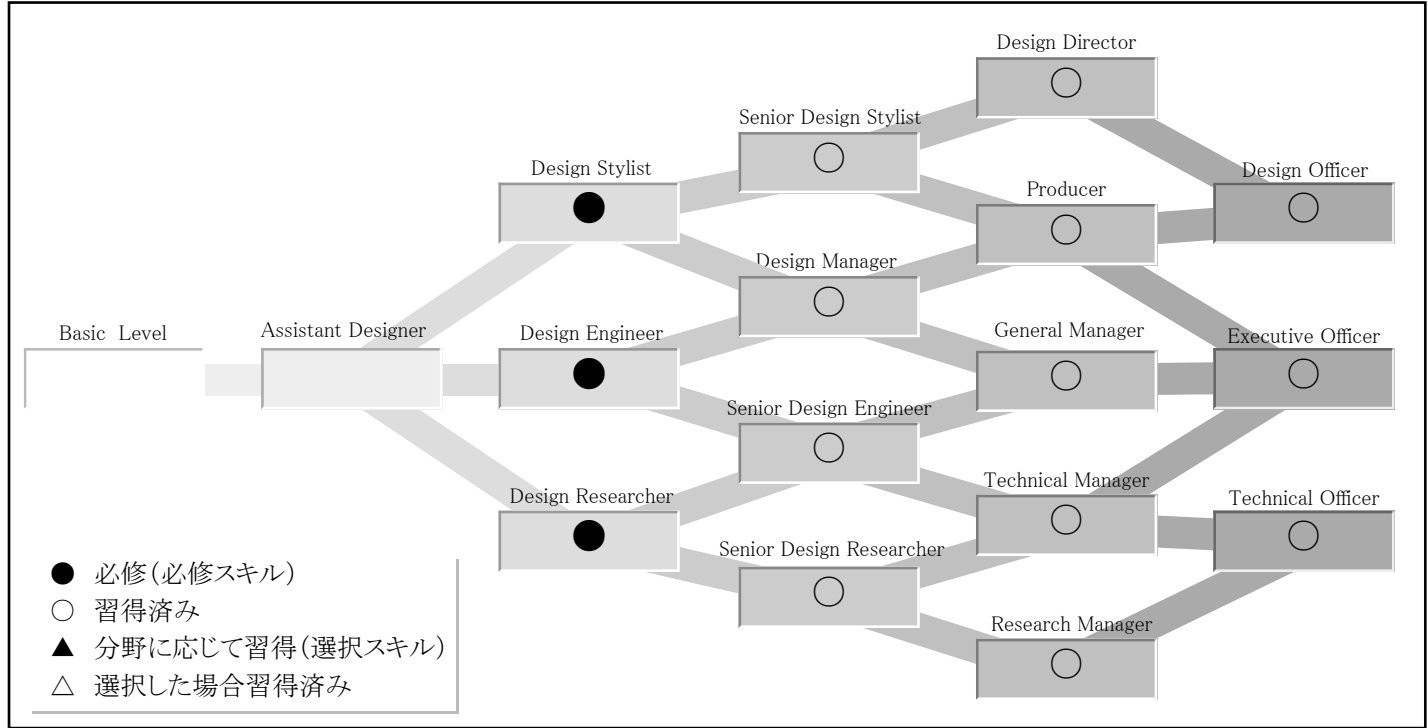 Design Director
Senior Design Stylist
Design Stylist
Producer
Design Officer
Design Manager
Basic Level
Assistant Designer
Design Engineer
General Manager
Executive Officer
Senior Design Engineer
Design Researcher
Technical Manager
Technical Officer
Senior Design Researcher
Research Manager
● 必修(必修スキル)
○ 習得済み
▲ 分野に応じて習得(選択スキル)
△ 選択した場合習得済み